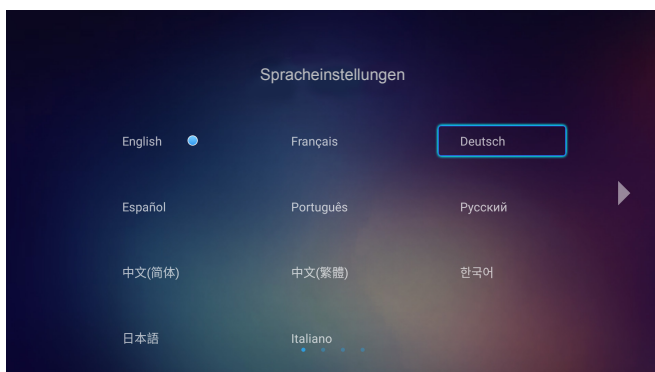 Spracheinstellungen
English Français Deutsch
Español Português Русский
中文(简体) 中文(繁體) 한국어
日本語 Italiano